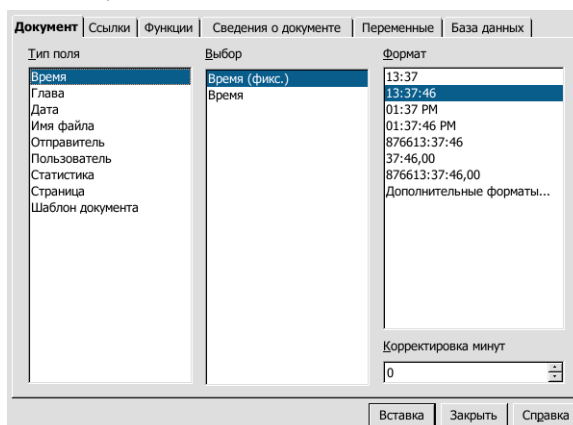 Документ Ссылки Функции Сведения о документе Переменные База данных
Тип поля
Время
Глава
Дата
Имя файла
Отправитель
Пользователь
Статистика
Страница
Шаблон документа
Выбор
Время (фикс.)
Время
Формат
13:37
13:37:46
01:37 PM
01:37:46 PM
876613:37:46
37:46,00
876613:37:46,00
Дополнительные форматы...
Корректировка минут
0
Вставка Закрыть Справка